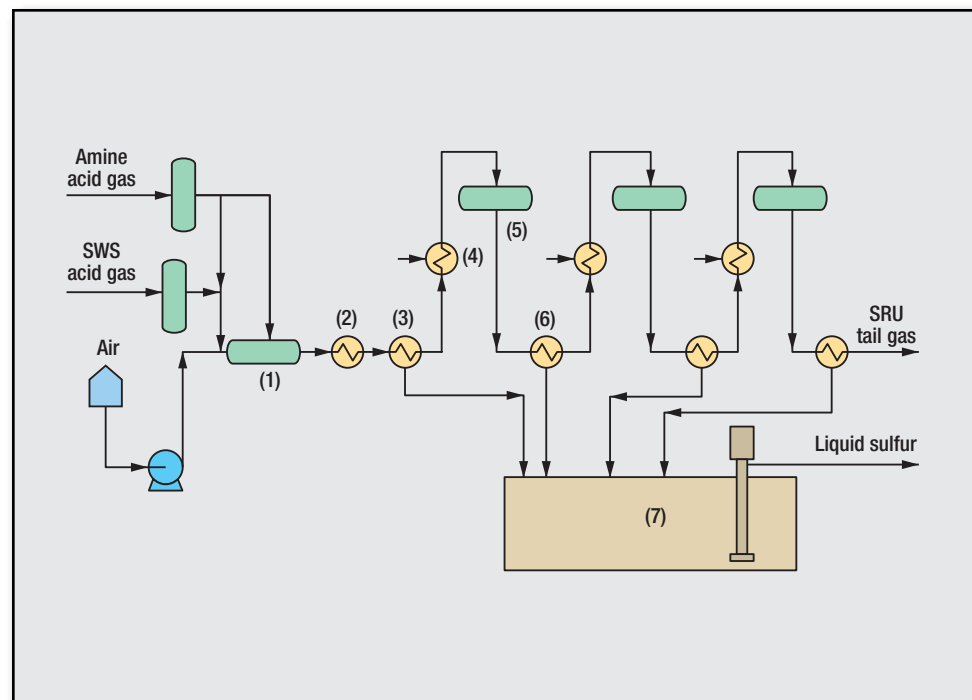 Amine
acid gas
SWS
acid gas
Air
(1)
(2)
(3)
(4)
(5)
(6)
SRU
tail gas
Liquid sulfur
(7)